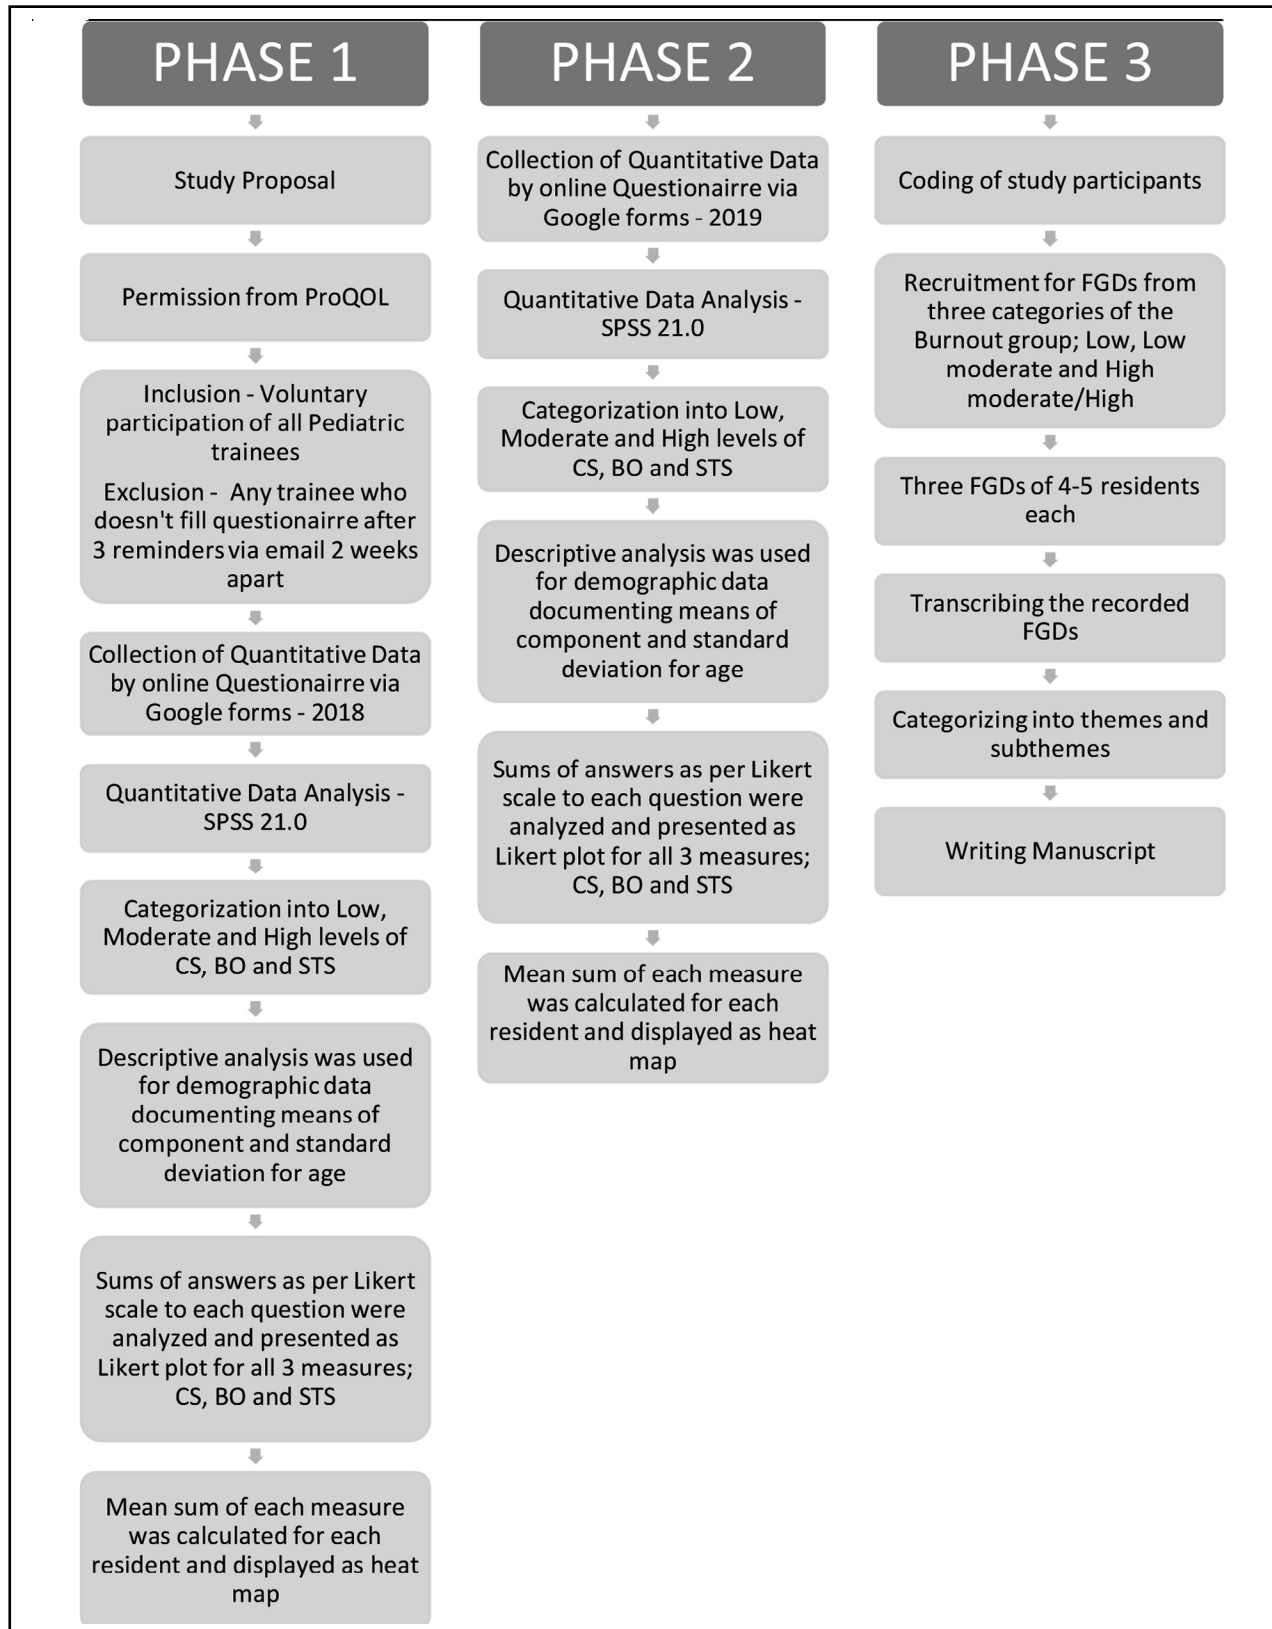 PHASE 1
Study Proposal
Permission from ProQOL
Inclusion - Voluntary
participation of all Pediatric
trainees
Exclusion - Any trainee who
doesn't fill questionairre after
3 reminders via email 2 weeks
apart
Collection of Quantitative Data
by online Questionairre via
Google forms - 2018
Quantitative Data Analysis -
SPSS 21.0
Categorization into Low,
Moderate and High levels of
CS, BO and STS
Descriptive analysis was used
for demographic data
documenting means of
component and standard
deviation for age
Sums of answers as per Likert
scale to each question were
analyzed and presented as
Likert plot for all 3 measures;
CS, BO and STS
Mean sum of each measure
was calculated for each
resident and displayed as heat
map
PHASE 2
Collection of Quantitative Data
by online Questionairre via
Google forms - 2019
Quantitative Data Analysis -
SPSS 21.0
Categorization into Low,
Moderate and High levels of
CS, BO and STS
Descriptive analysis was used
for demographic data
documenting means of
component and standard
deviation for age
Sums of answers as per Likert
scale to each question were
analyzed and presented as
Likert plot for all 3 measures;
CS, BO and STS
Mean sum of each measure
was calculated for each
resident and displayed as heat
map
PHASE 3
Coding of study participants
Recruitment for FGDs from
three categories of the
Burnout group; Low, Low
moderate and High
moderate/High
Three FGDs of 4-5 residents
each
Transcribing the recorded
FGDs
Categorizing into themes and
subthemes
Writing Manuscript